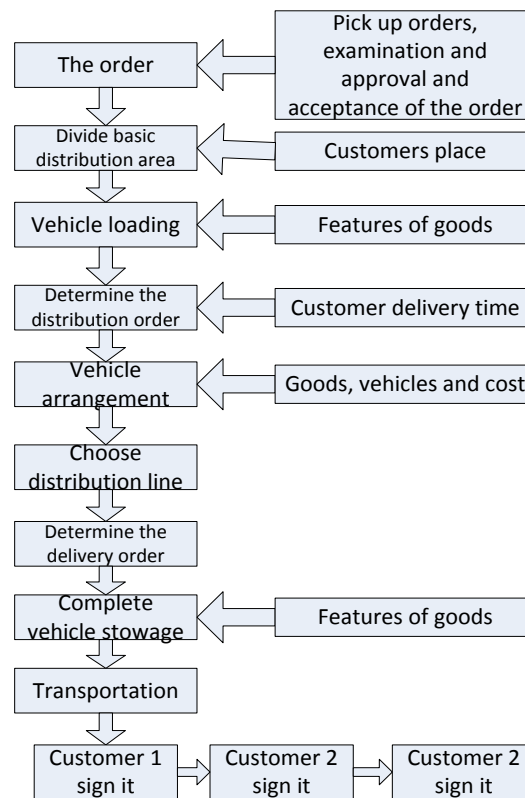 The order
Pick up orders,
examination and
approval and
acceptance of the order
Divide basic
distribution area
Customers place
Vehicle loading
Features of goods
Determine the
distribution order
Customer delivery time
Vehicle
arrangement
Goods, vehicles and cost
Choose
distribution line
Determine the
delivery order
Complete
vehicle stowage
Features of goods
Transportation
Customer 1
sign it
Customer 2
sign it
Customer 2
sign it